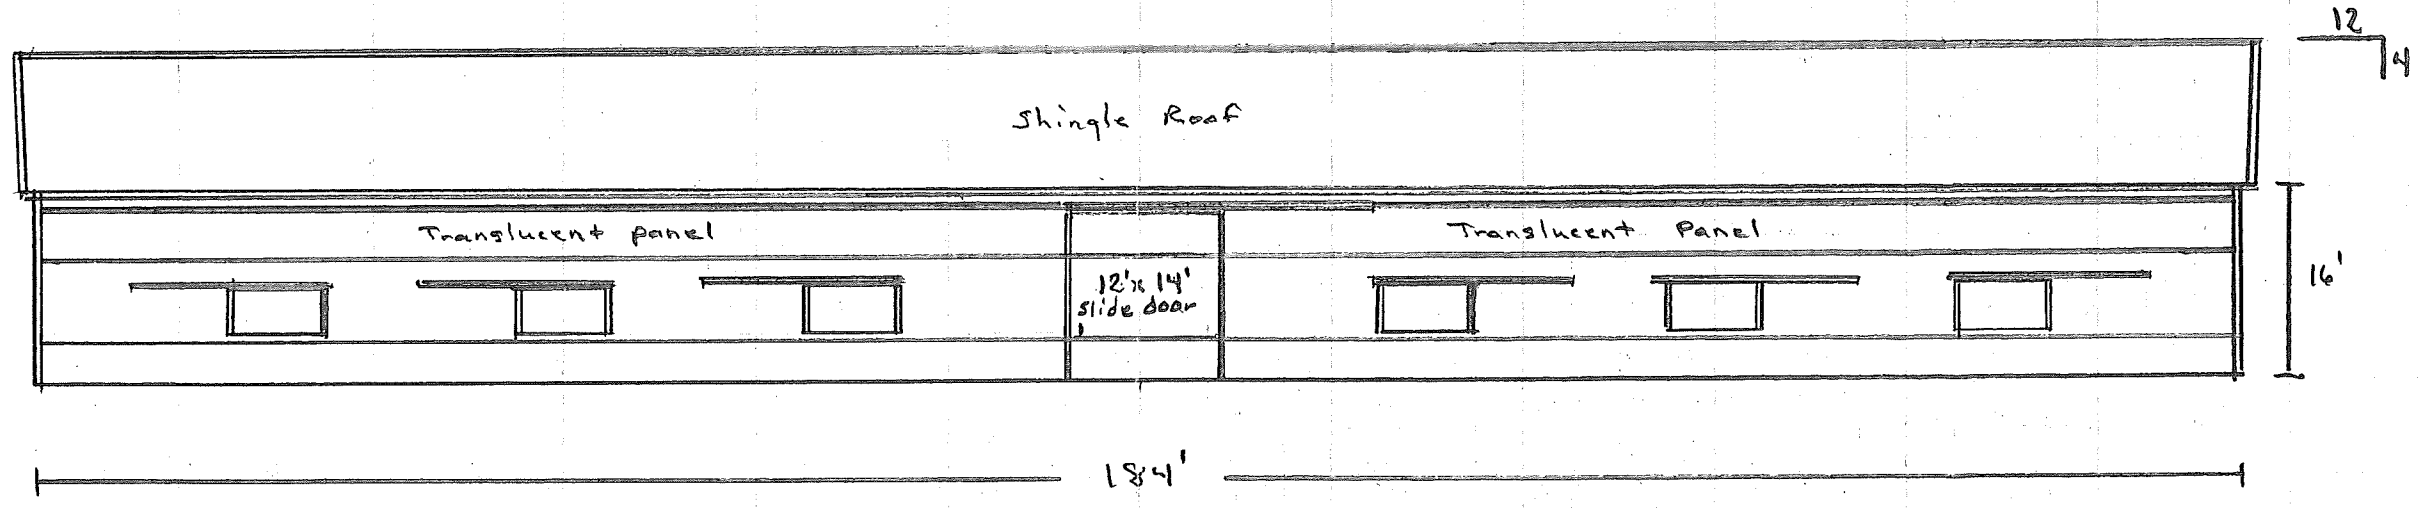 12
4
Shingle Roof
Translucent panel
Translucent Panel
12'x 14'
slide door
16'
184'